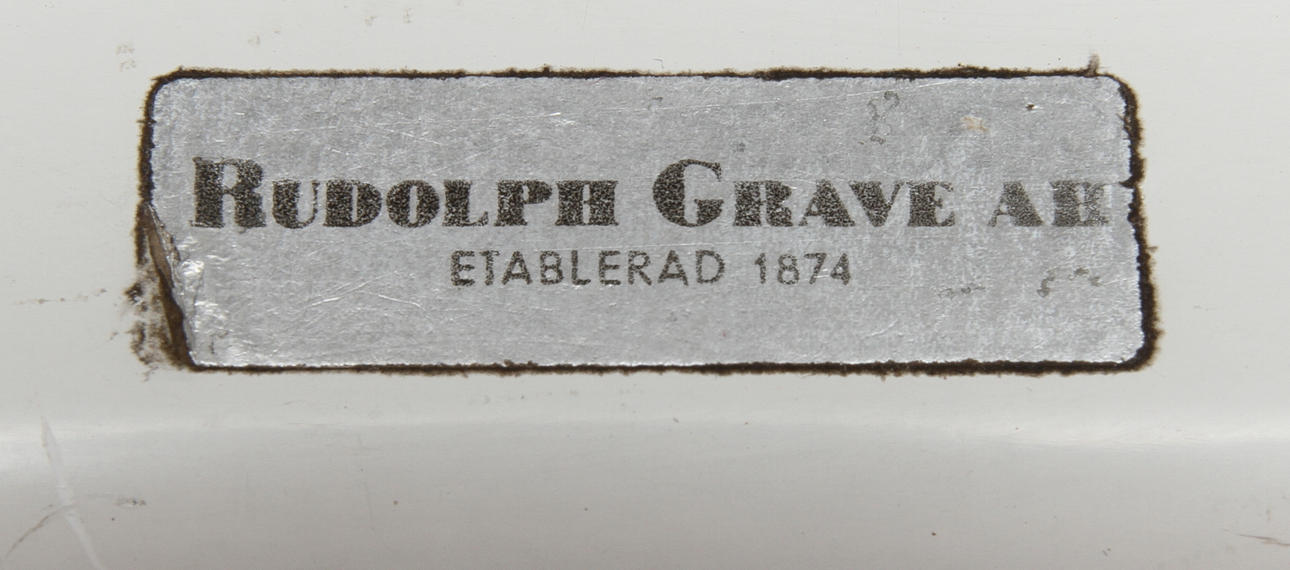 RUDOLPH GRAVE AB
ETABLERAD 1874